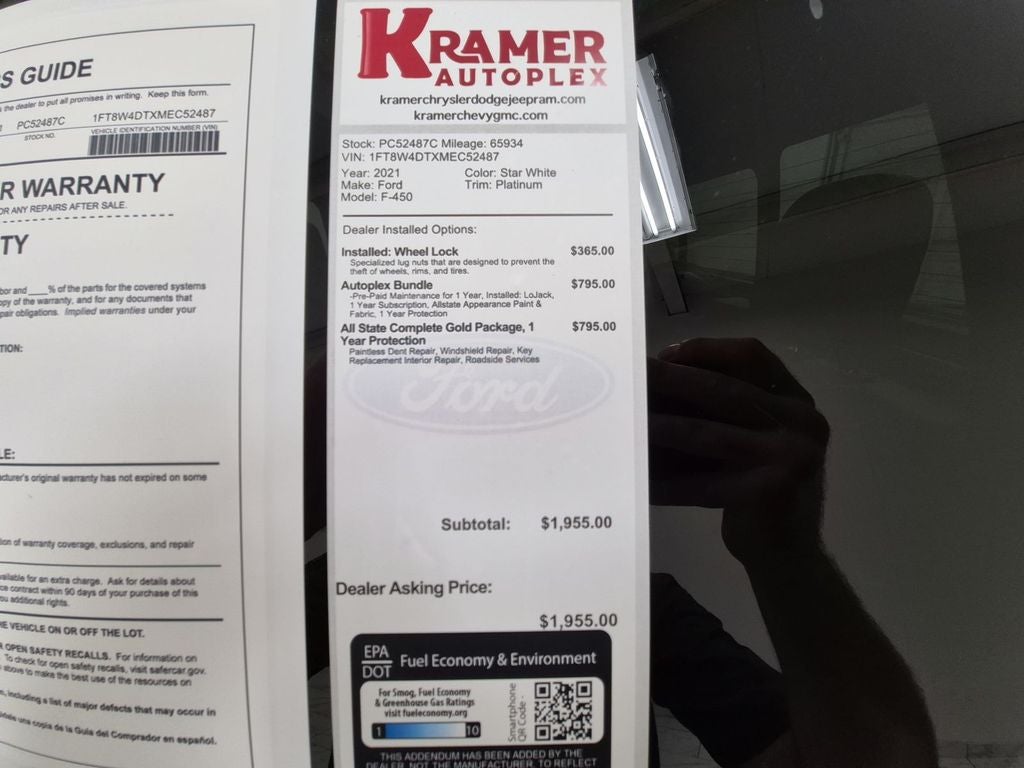 S GUIDE
the dealer to put all promises in writing. Keep this form.
PC52487C 1FT8W4DTXMEC52487
STOCK NO. VEHICLE IDENTIFICATION NUMBER (VIN)
R WARRANTY
OR ANY REPAIRS AFTER SALE.
TY
bor and ____% of the parts for the covered systems
opy of the warranty, and for any documents that
pair obligations. Implied warranties under your
TION:
LE:
acturer's original warranty has not expired on some
tion of warranty coverage, exclusions, and repair
vailable for an extra charge. Ask for details about
ce contract within 90 days of your purchase of this
ou additional rights.
E VEHICLE ON OR OFF THE LOT.
R OPEN SAFETY RECALLS. For information on
To check for open safety recalls, visit safercar.gov.
above to make the best use of the resources on
n, including a list of major defects that may occur in
una copia de la Guía del Comprador en español.
KRAMER
AUTOPLEX
kramerchryslerdodgejeepram.com
kramerchevygmc.com
Stock: PC52487C Mileage: 65934
VIN: 1FT8W4DTXMEC52487
Year: 2021 Color: Star White
Make: Ford Trim: Platinum
Model: F-450
Dealer Installed Options:
Installed: Wheel Lock $365.00
Specialized lug nuts that are designed to prevent the
theft of wheels, rims, and tires.
Autoplex Bundle $795.00
-Pre-Paid Maintenance for 1 Year, Installed: LoJack,
1 Year Subscription, Allstate Appearance Paint &
Fabric, 1 Year Protection
All State Complete Gold Package, 1 $795.00
Year Protection
Paintless Dent Repair, Windshield Repair, Key
Replacement Interior Repair, Roadside Services
Ford
Subtotal: $1,955.00
Dealer Asking Price:
$1,955.00
EPA
DOT Fuel Economy & Environment
For Smog, Fuel Economy
& Greenhouse Gas Ratings
visit fueleconomy.org
1 10
Smartphone
QR Code -
THIS ADDENDUM HAS BEEN ADDED BY THE
DEALER, NOT THE MANUFACTURER, TO REFLECT